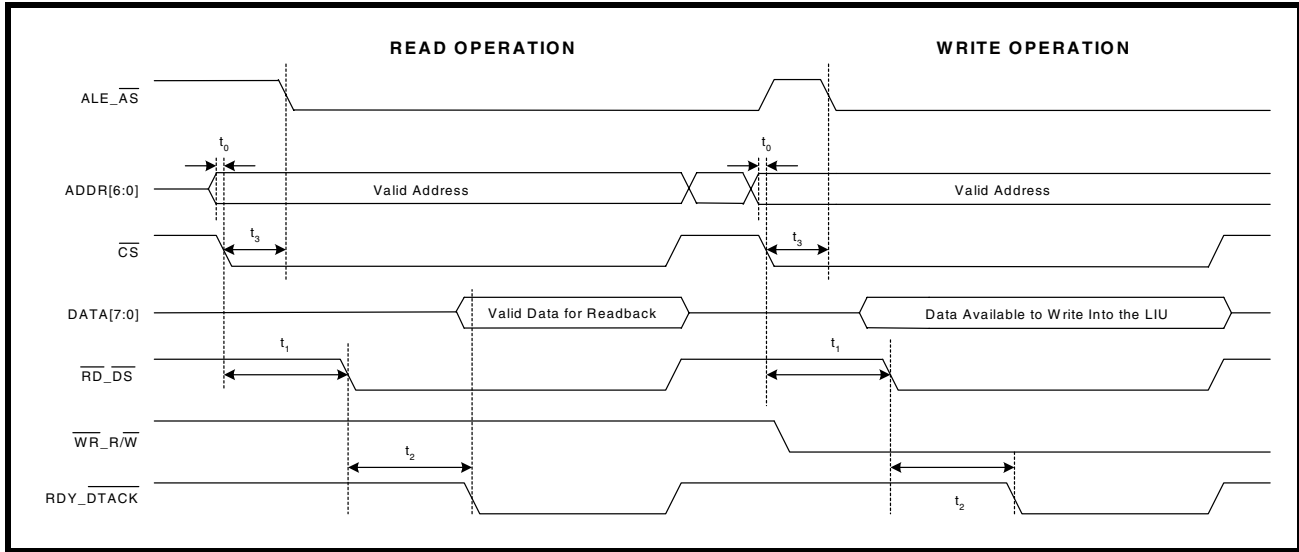 READ OPERATION WRITE OPERATION
ALE_AS
t0 t0
ADDR[6:0] Valid Address Valid Address
t3 t3
CS
DATA[7:0] Valid Data for Readback Data Available to Write Into the LIU
t1 t1
RD_DS
WR_R/W
t2
RDY_DTACK
t2